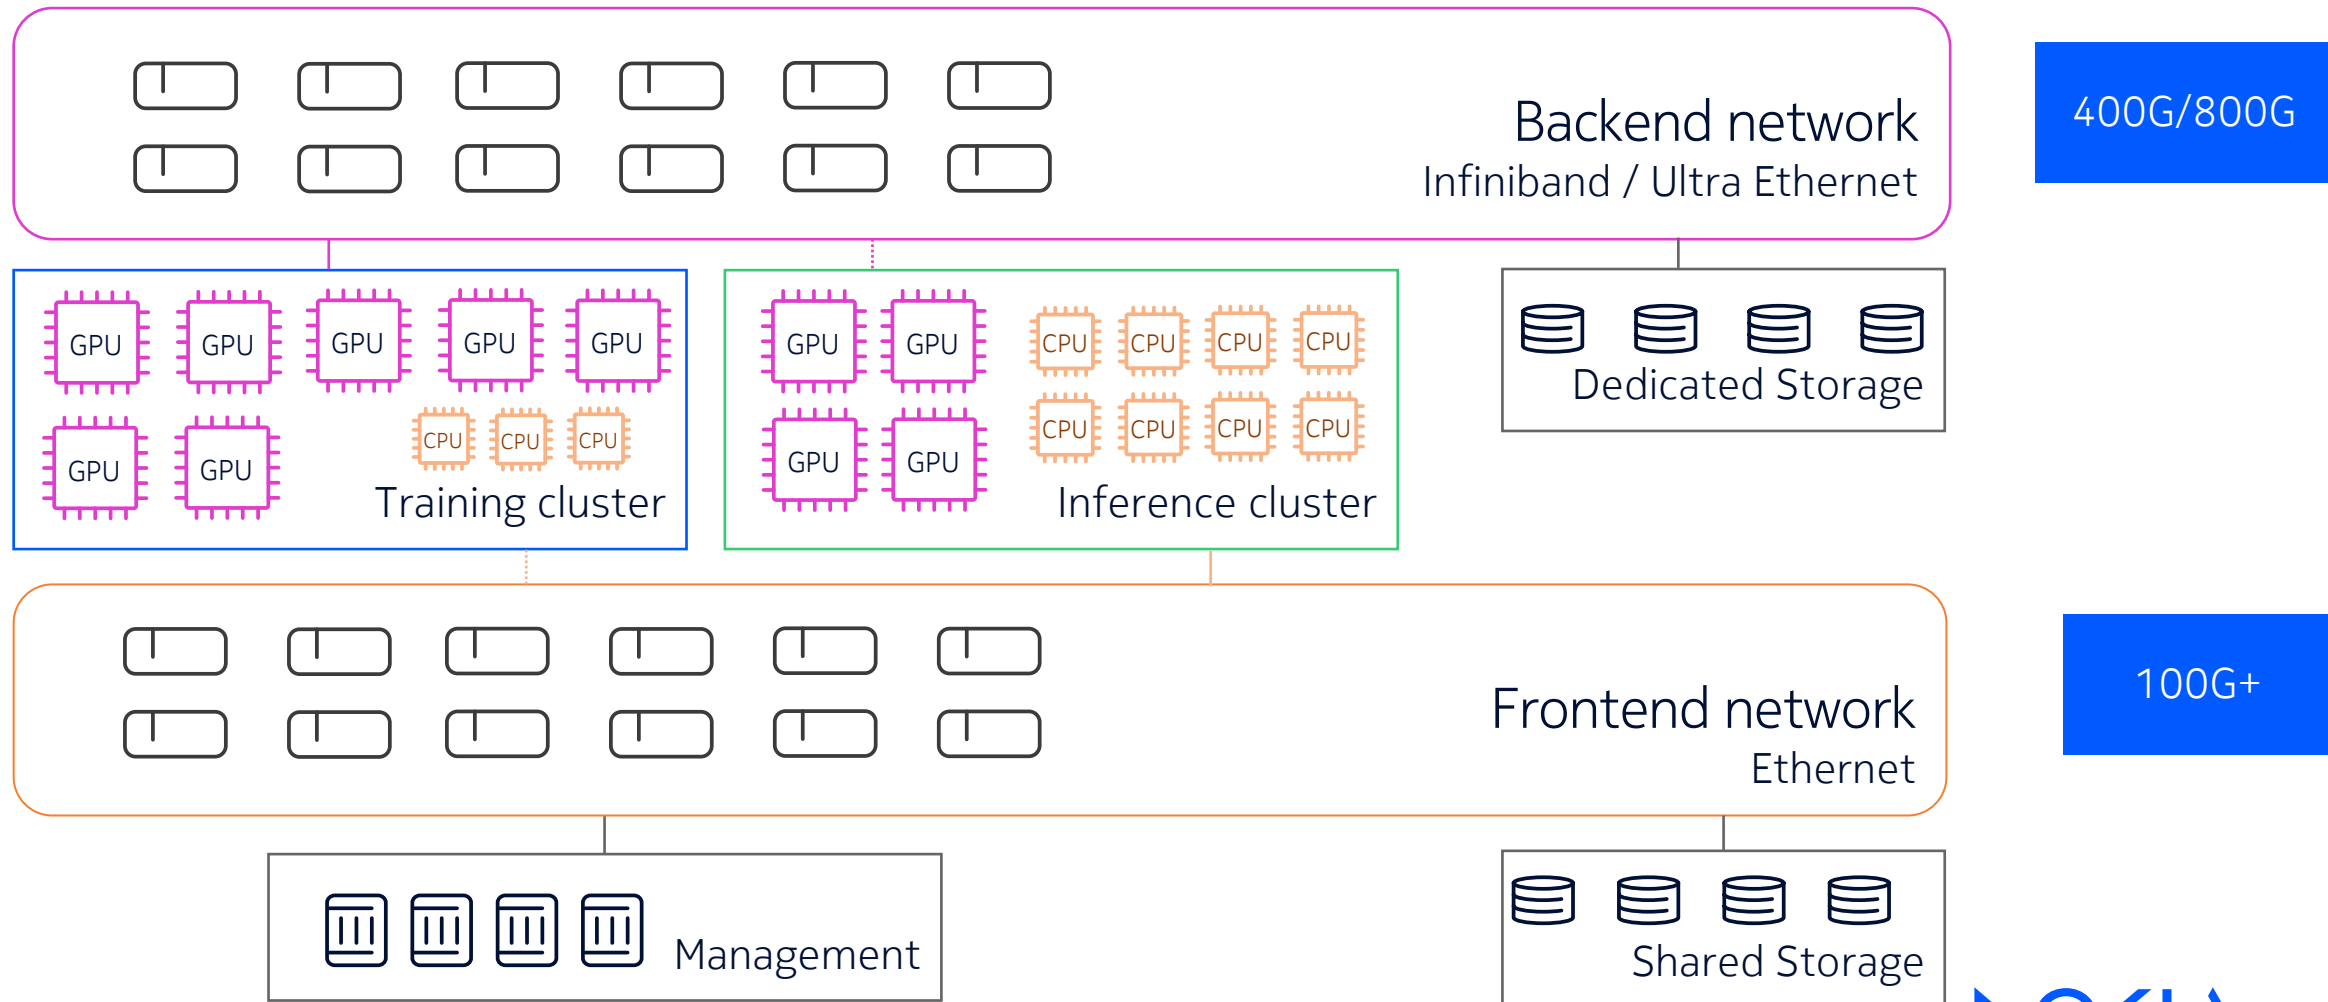 Backend network
Infiniband / Ultra Ethernet
400G/800G
GPU GPU GPU GPU GPU
GPU GPU
CPU CPU CPU
Training cluster
GPU GPU
GPU GPU
CPU CPU CPU CPU
CPU CPU CPU CPU
Inference cluster
Dedicated Storage
Frontend network
Ethernet
100G+
Management
Shared Storage